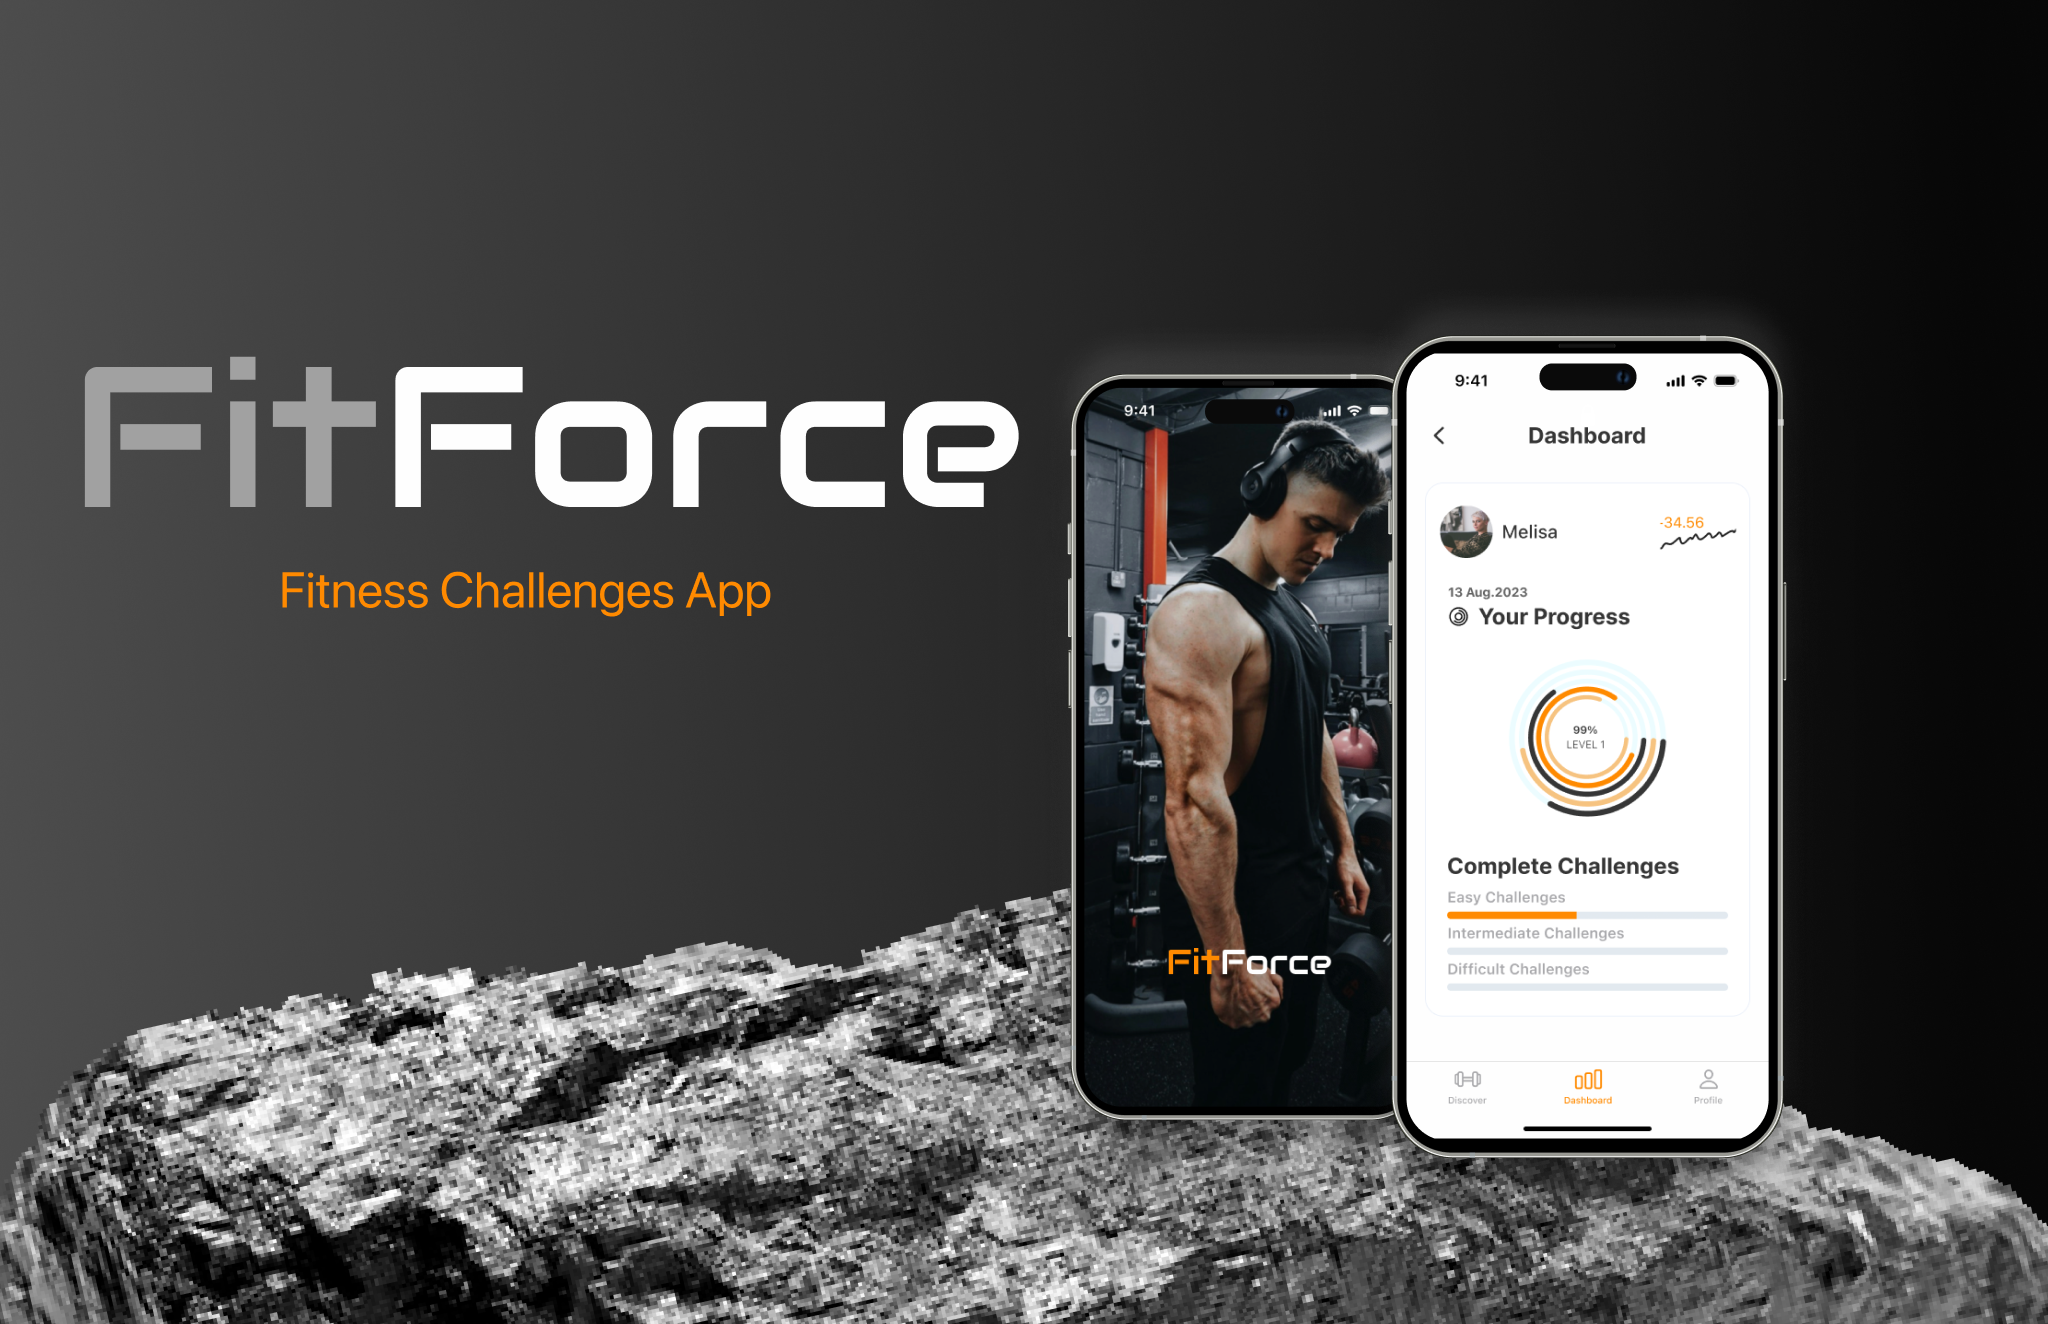 FitForce
Fitness Challenges App
9:41
FitForce
9:41
Dashboard
Melisa
-34.56
13 Aug.2023
Your Progress
99%
LEVEL 1
Complete Challenges
Easy Challenges
Intermediate Challenges
Difficult Challenges
Discover
Dashboard
Profile